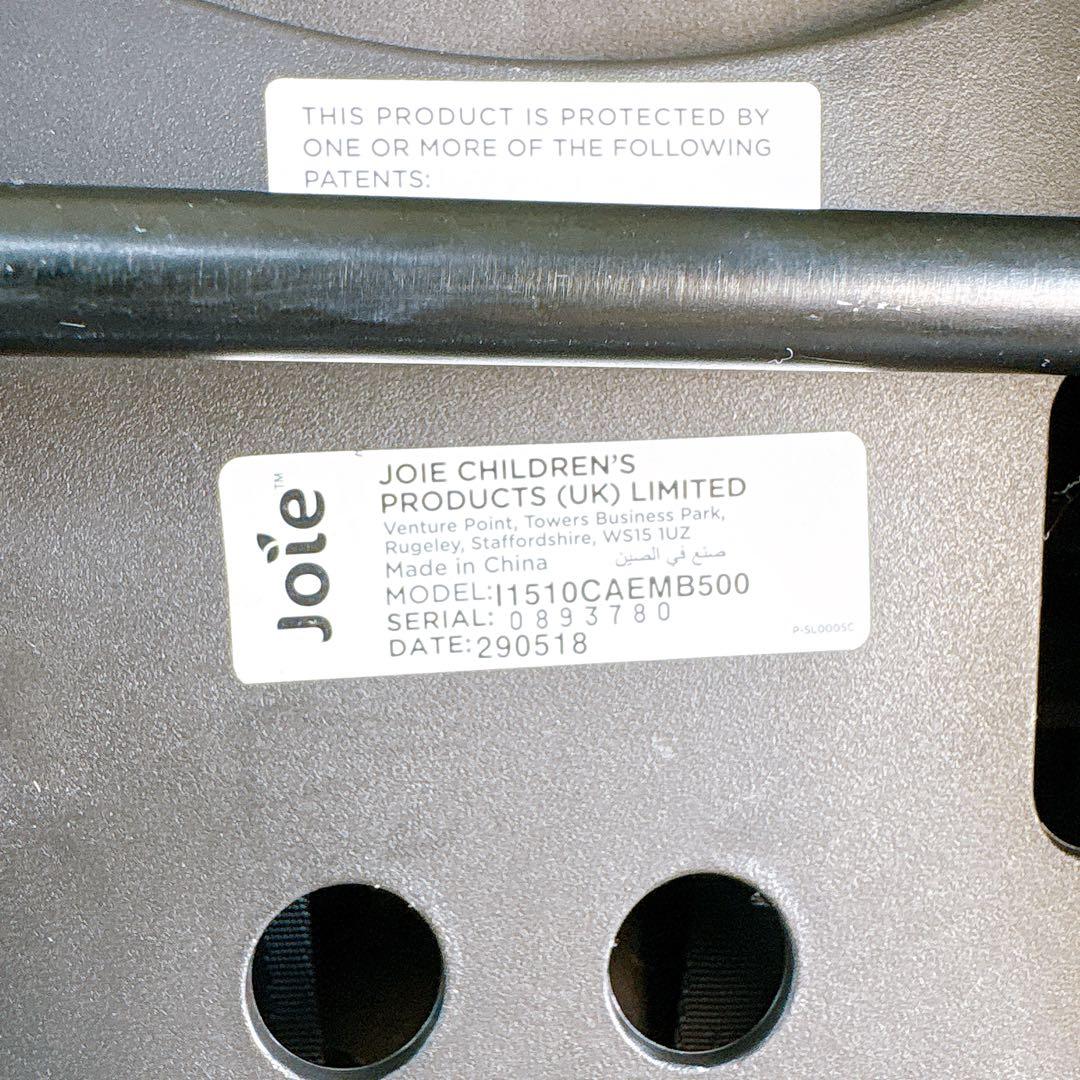 THIS PRODUCT IS PROTECTED BY
ONE OR MORE OF THE FOLLOWING
PATENTS:
Joie™
JOIE CHILDREN'S
PRODUCTS (UK) LIMITED
Venture Point, Towers Business Park,
Rugeley, Staffordshire, WS15 1UZ
Made in China صنع في الصين
MODEL:I1510CAEMB500
SERIAL: 0893780
DATE:290518
P-SL0005C